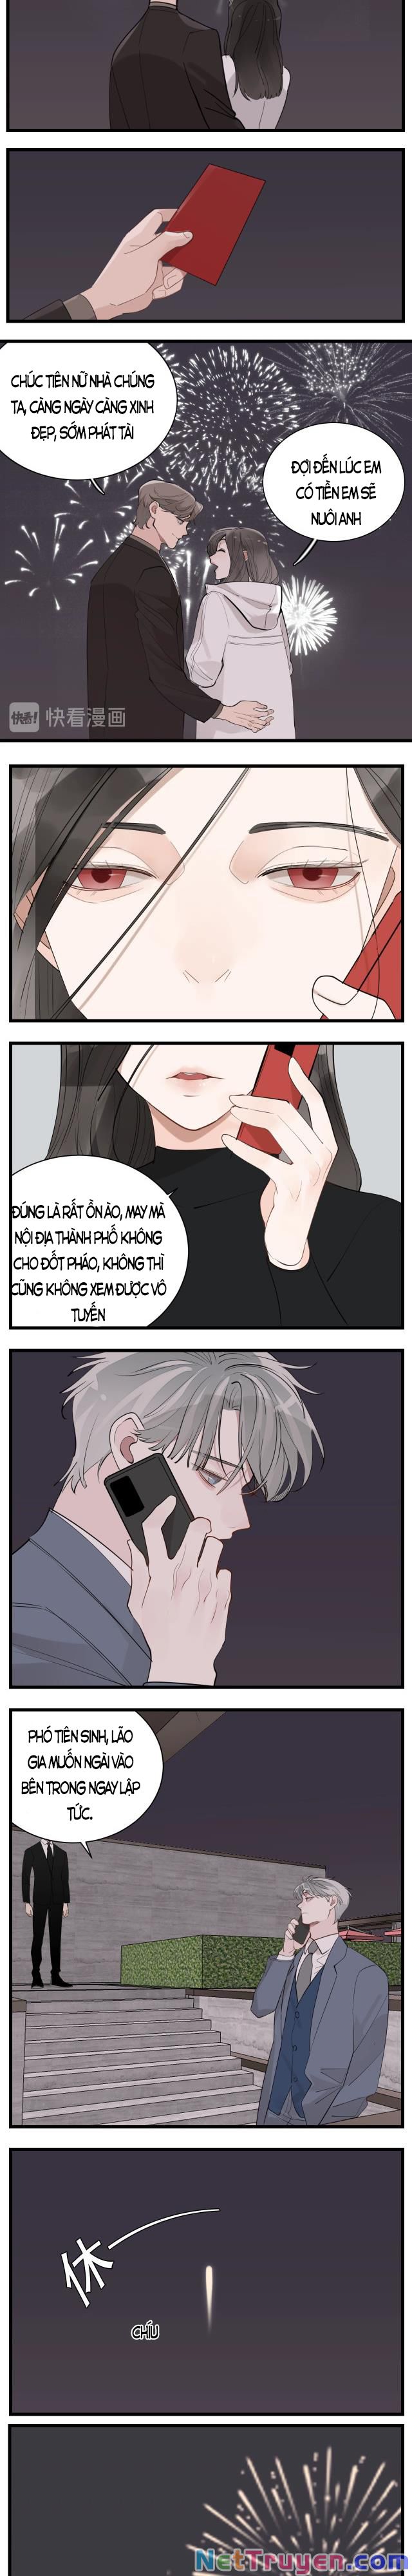 CHÚC TIÊN NỮ NHÀ CHÚNG
TA, CÀNG NGÀY CÀNG XINH
ĐẸP, SỚM PHÁT TÀI
ĐỢI ĐẾN LÚC EM
CÓ TIỀN EM SẼ
NUÔI ANH
快看! 快看漫画
ĐÚNG LÀ RẤT ỒN ÀO, MAY MÀ
NỘI ĐỊA THÀNH PHỐ KHÔNG
CHO ĐỐT PHÁO, KHÔNG THÌ
CŨNG KHÔNG XEM ĐƯỢC VÔ
TUYẾN
PHÓ TIÊN SINH, LÃO
GIA MUỐN NGÀI VÀO
BÊN TRONG NGAY LẬP
TỨC.
休
CHÍU
NetTruyen.com